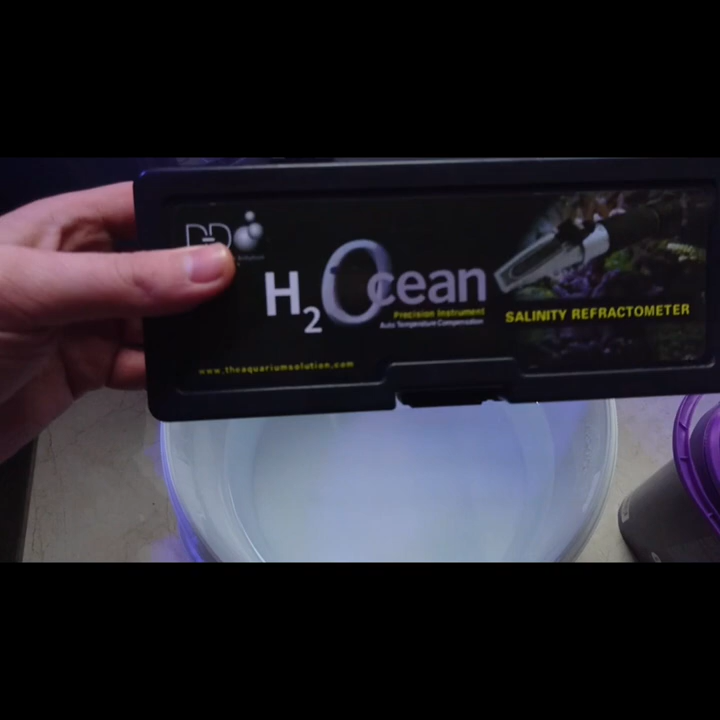 D-D
H2Ocean
Precision Instrument
Auto Temperature Compensation
SALINITY REFRACTOMETER
www.theaquariumsolution.com